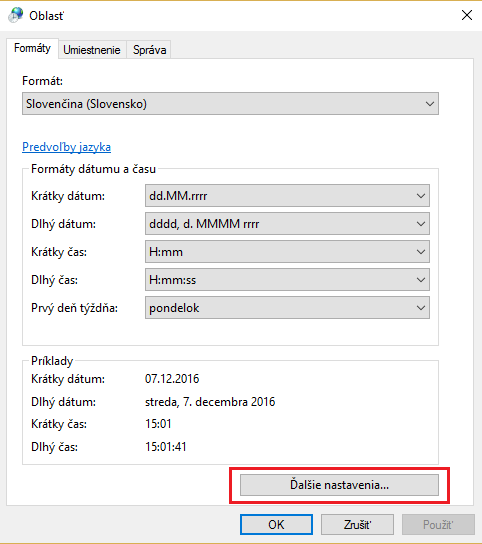 Oblasť
Formáty Umiestnenie Správa
Formát:
Slovenčina (Slovensko)
Predvoľby jazyka
Formáty dátumu a času
Krátky dátum: dd.MM.rrrr
Dlhý dátum: dddd, d. MMMM rrrr
Krátky čas: H:mm
Dlhý čas: H:mm:ss
Prvý deň týždňa: pondelok
Príklady
Krátky dátum: 07.12.2016
Dlhý dátum: streda, 7. decembra 2016
Krátky čas: 15:01
Dlhý čas: 15:01:41
Ďalšie nastavenia...
OK Zrušiť Použiť